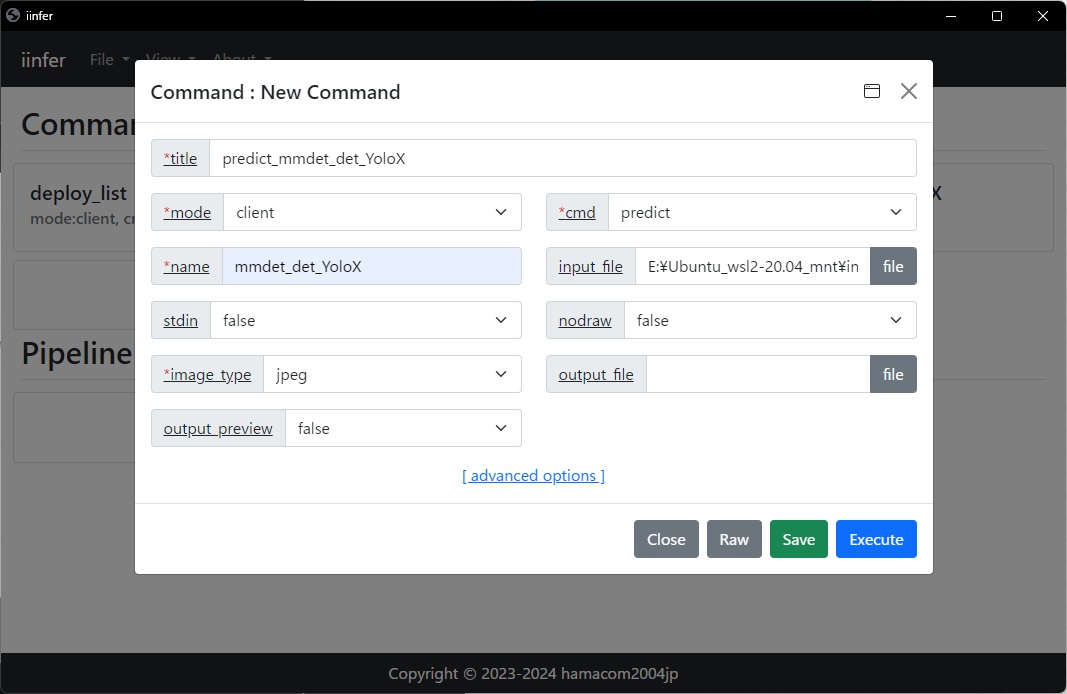 iinfer
iinfer File View About
Command : New Command
Comma
*title predict_mmdet_det_YoloX
deploy_list
mode:client, c
X
*mode client *cmd predict
*name mmdet_det_YoloX input_file E:¥Ubuntu_wsl2-20.04_mnt¥in file
stdin false nodraw false
Pipeline
*image_type jpeg output_file file
output_preview false
[ advanced options ]
Close Raw Save Execute
Copyright © 2023-2024 hamacom2004jp